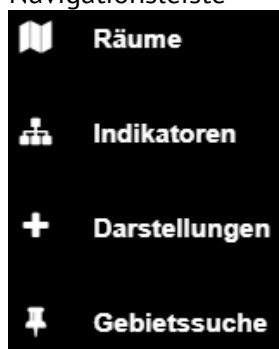 Navigationsleiste
Räume
Indikatoren
Darstellungen
Gebietssuche